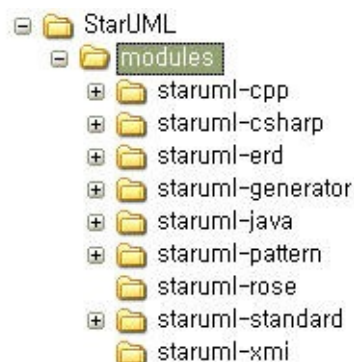 StarUML
modules
staruml-cpp
staruml-csharp
staruml-erd
staruml-generator
staruml-java
staruml-pattern
staruml-rose
staruml-standard
staruml-xmi